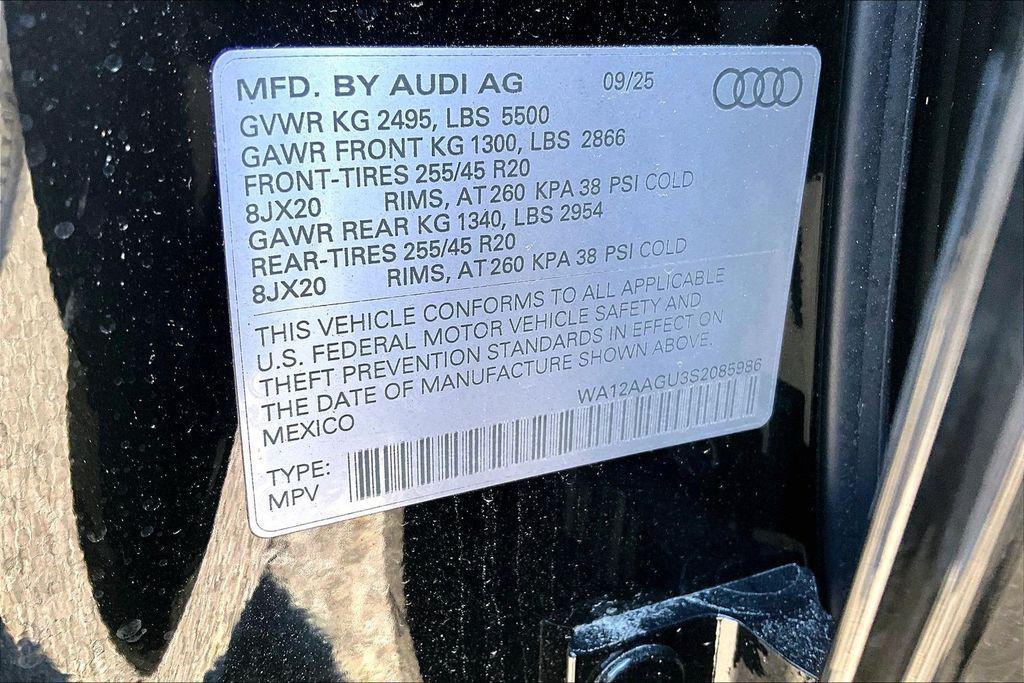 MFD. BY AUDI AG 09/25
GVWR KG 2495, LBS 5500
GAWR FRONT KG 1300, LBS 2866
FRONT-TIRES 255/45 R20
8JX20 RIMS, AT 260 KPA 38 PSI COLD
GAWR REAR KG 1340, LBS 2954
REAR-TIRES 255/45 R20
8JX20 RIMS, AT 260 KPA 38 PSI COLD
THIS VEHICLE CONFORMS TO ALL APPLICABLE
U.S. FEDERAL MOTOR VEHICLE SAFETY AND
THEFT PREVENTION STANDARDS IN EFFECT ON
THE DATE OF MANUFACTURE SHOWN ABOVE.
MEXICO WA12AAGU3S2085986
TYPE:
MPV